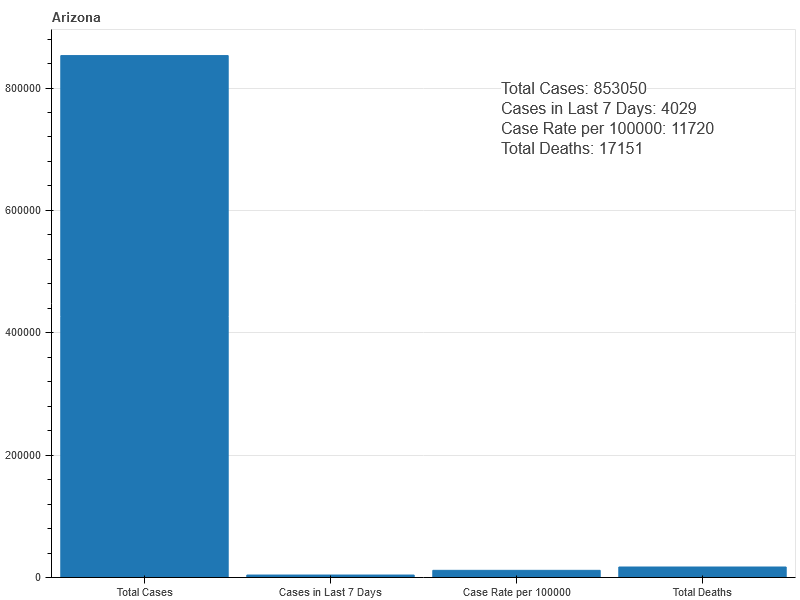 Arizona
Total Cases: 853050
Cases in Last 7 Days: 4029
Case Rate per 100000: 11720
Total Deaths: 17151
800000
600000
400000
200000
0
Total Cases
Cases in Last 7 Days
Case Rate per 100000
Total Deaths